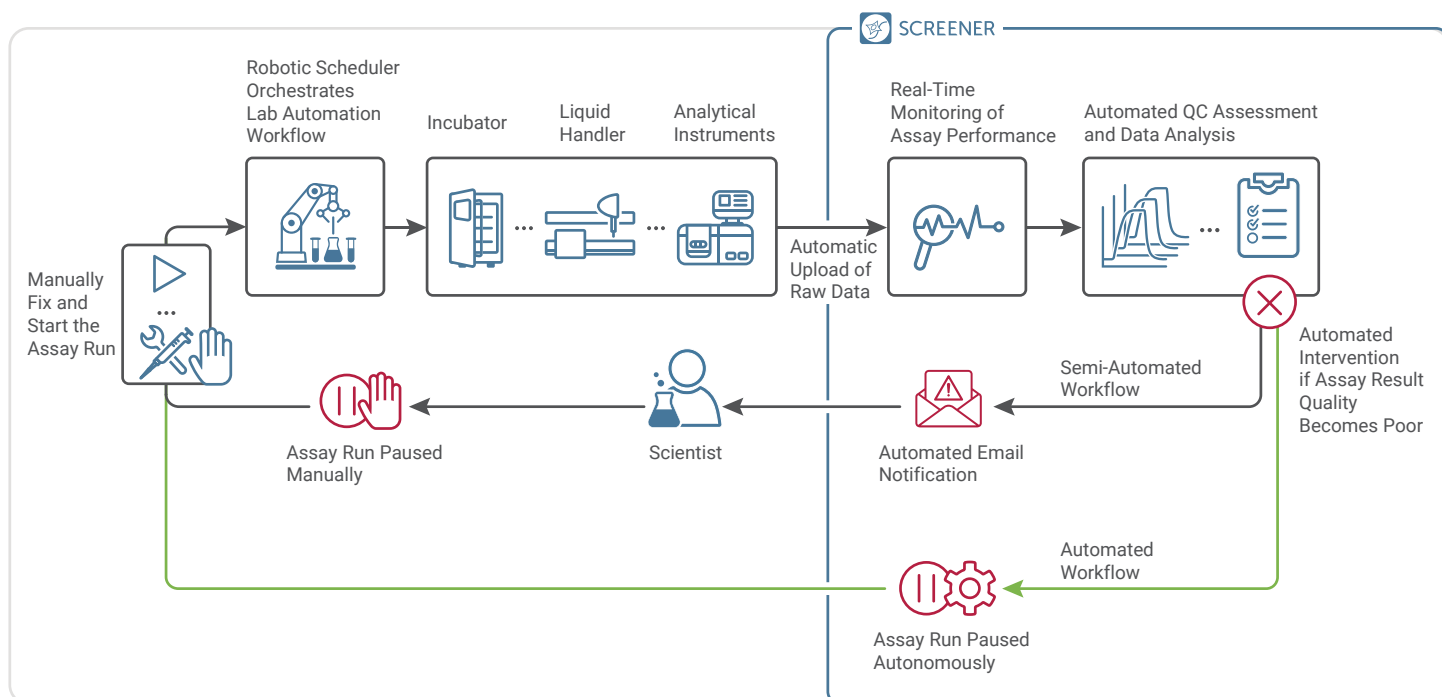 SCREENER
Robotic Scheduler
Orchestrates
Lab Automation
Workflow
Incubator
Liquid
Handler
Analytical
Instruments
Real-Time
Monitoring of
Assay Performance
Automated QC Assessment
and Data Analysis
Manually
Fix and
Start the
Assay Run
...
...
...
...
Automatic
Upload of
Raw Data
Automated
Intervention
if Assay Result
Quality
Becomes Poor
Semi-Automated
Workflow
Automated Email
Notification
Scientist
Assay Run Paused
Manually
Automated
Workflow
Assay Run Paused
Autonomously